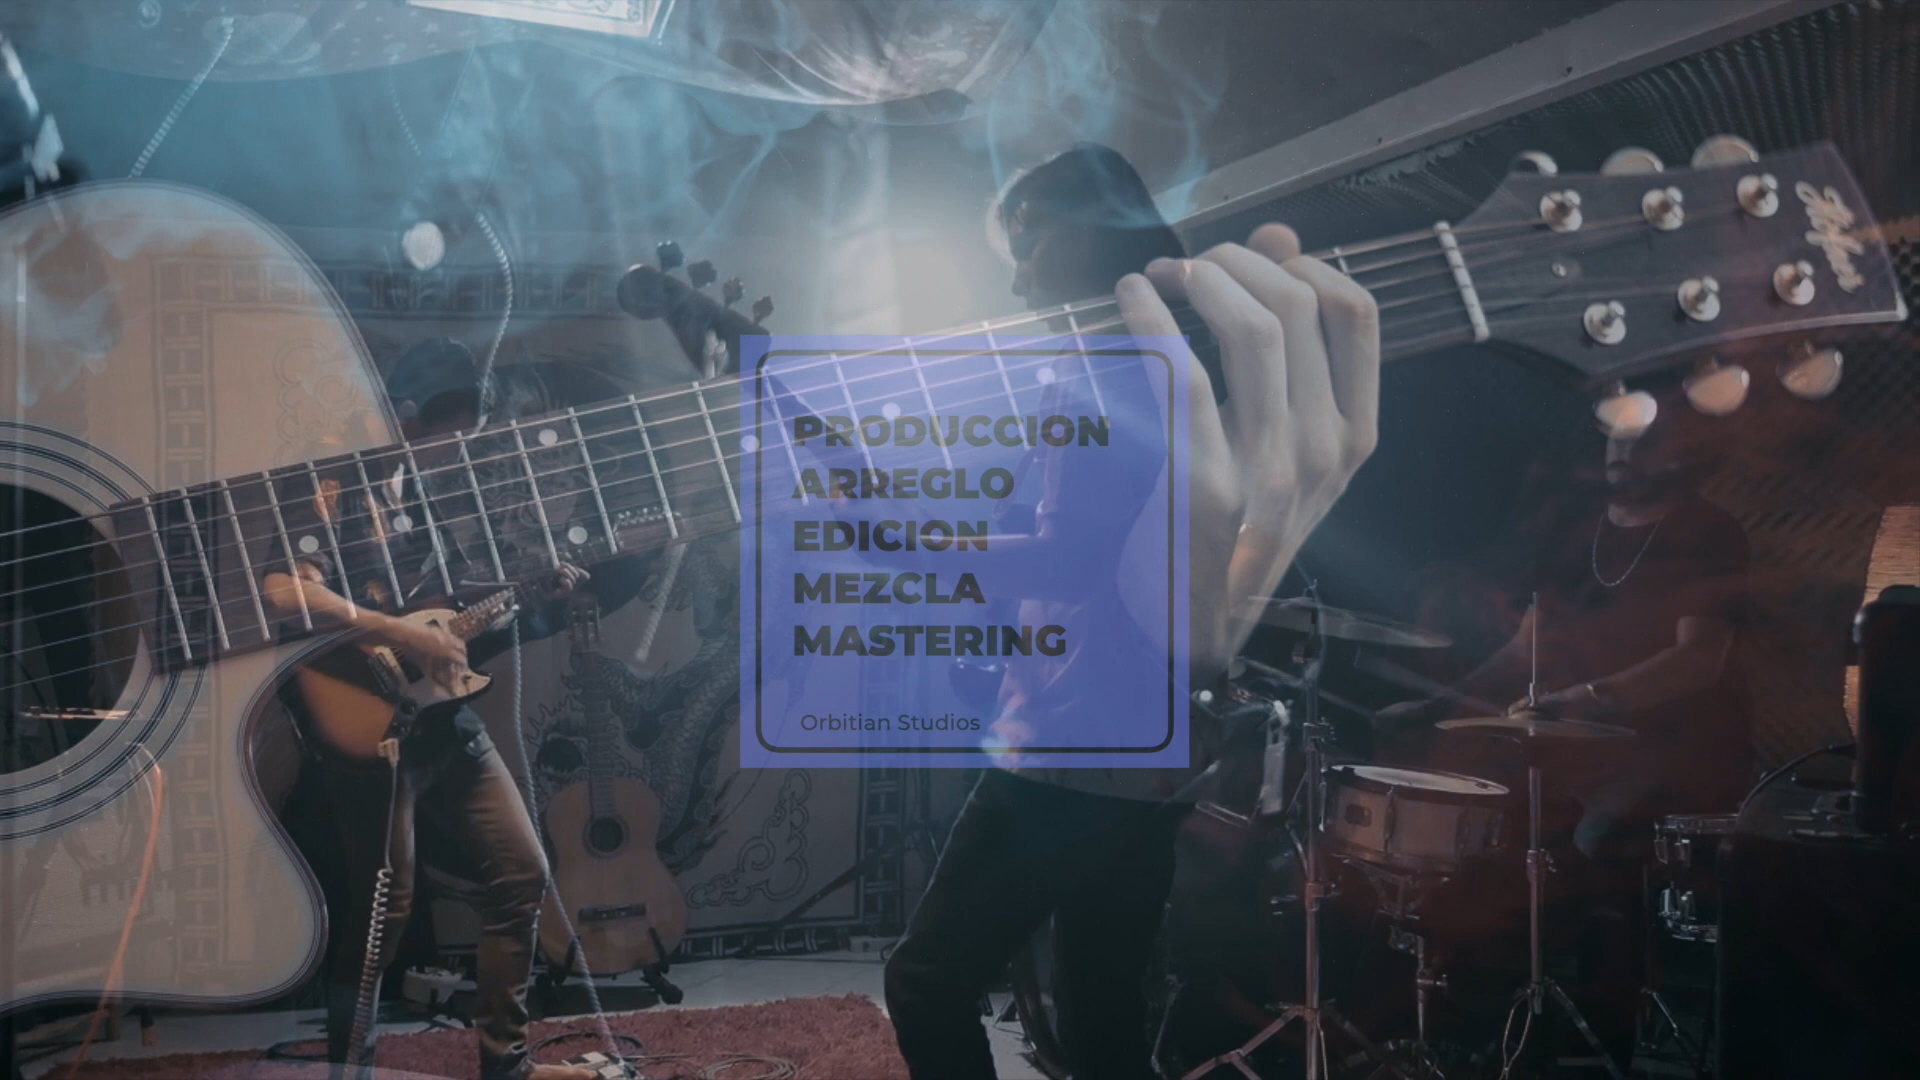 PRODUCCION
ARREGLO
EDICION
MEZCLA
MASTERING
Orbitian Studios